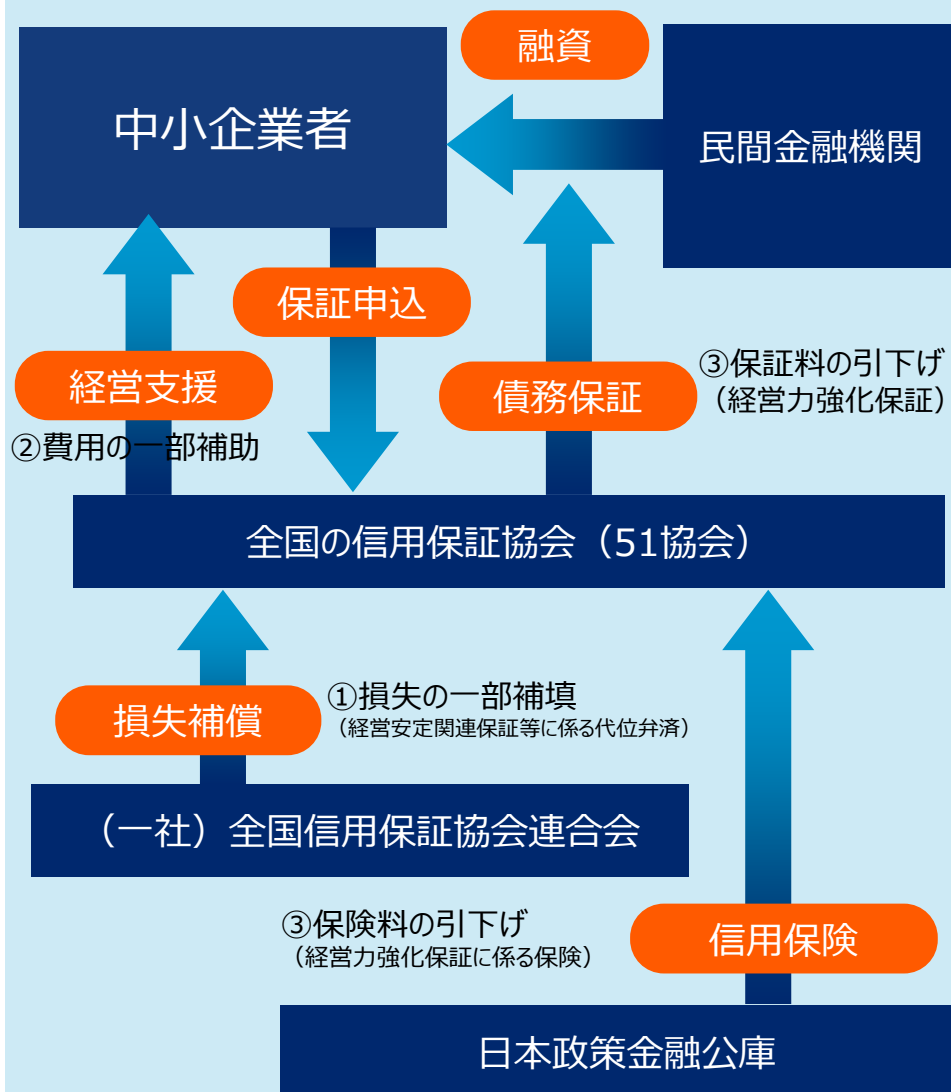 融資
中小企業者
民間金融機関
保証申込
経営支援
②費用の一部補助
債務保証
③保証料の引下げ
（経営力強化保証）
全国の信用保証協会（51協会）
損失補償
①損失の一部補填
（経営安定関連保証等に係る代位弁済）
（一社）全国信用保証協会連合会
③保険料の引下げ
（経営力強化保証に係る保険）
信用保険
日本政策金融公庫